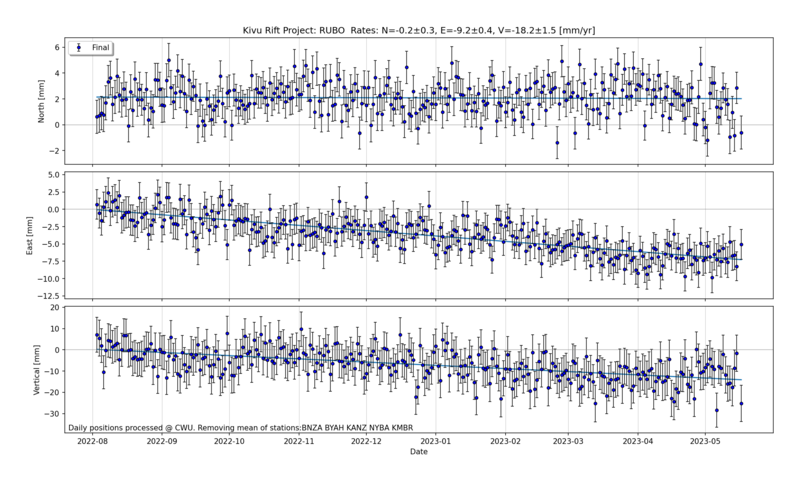 Kivu Rift Project: RUBO Rates: N=-0.2±0.3, E=-9.2±0.4, V=-18.2±1.5 [mm/yr]
Final
North [mm]
6
4
2
0
−2
East [mm]
5.0
2.5
0.0
−2.5
−5.0
−7.5
−10.0
−12.5
Vertical [mm]
20
10
0
−10
−20
−30
Daily positions processed @ CWU. Removing mean of stations:BNZA BYAH KANZ NYBA KMBR
2022-08 2022-09 2022-10 2022-11 2022-12 2023-01 2023-02 2023-03 2023-04 2023-05
Date